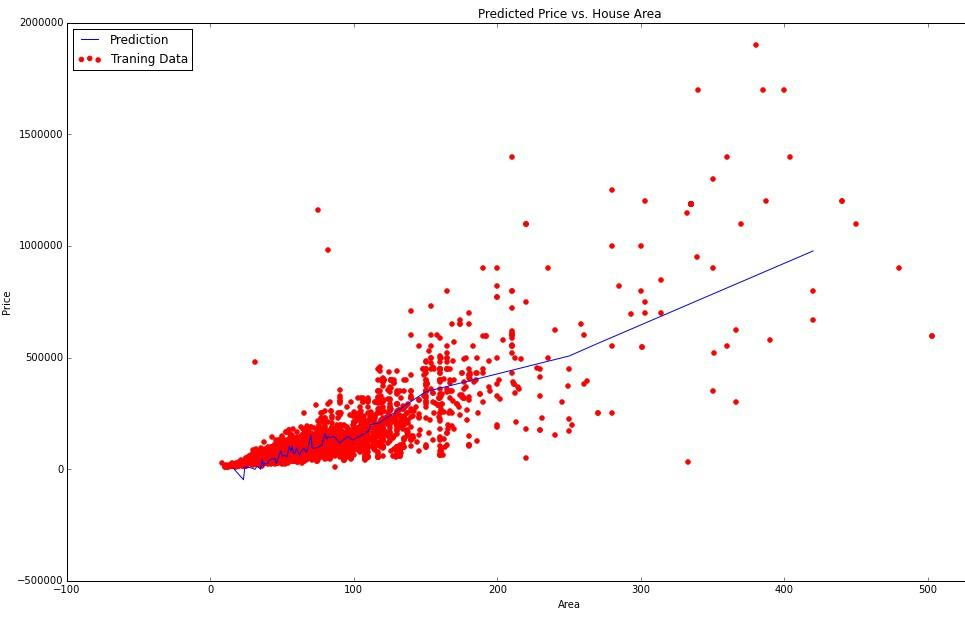 Predicted Price vs. House Area
2000000
Prediction
Traning Data
1500000
1000000
Price
500000
0
−500000
−100
0
100
200
300
400
500
Area